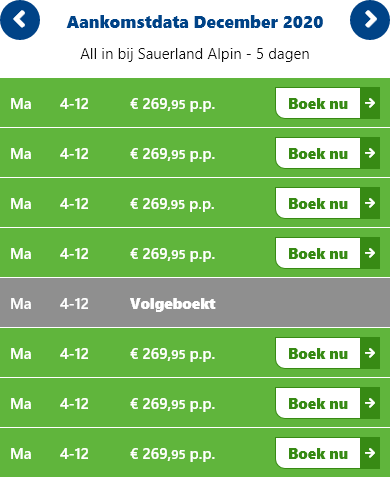 Aankomstdata December 2020
All in bij Sauerland Alpin - 5 dagen
Ma 4-12 € 269,95 p.p. Boek nu
Ma 4-12 € 269,95 p.p. Boek nu
Ma 4-12 € 269,95 p.p. Boek nu
Ma 4-12 € 269,95 p.p. Boek nu
Ma 4-12 Volgeboekt
Ma 4-12 € 269,95 p.p. Boek nu
Ma 4-12 € 269,95 p.p. Boek nu
Ma 4-12 € 269,95 p.p. Boek nu